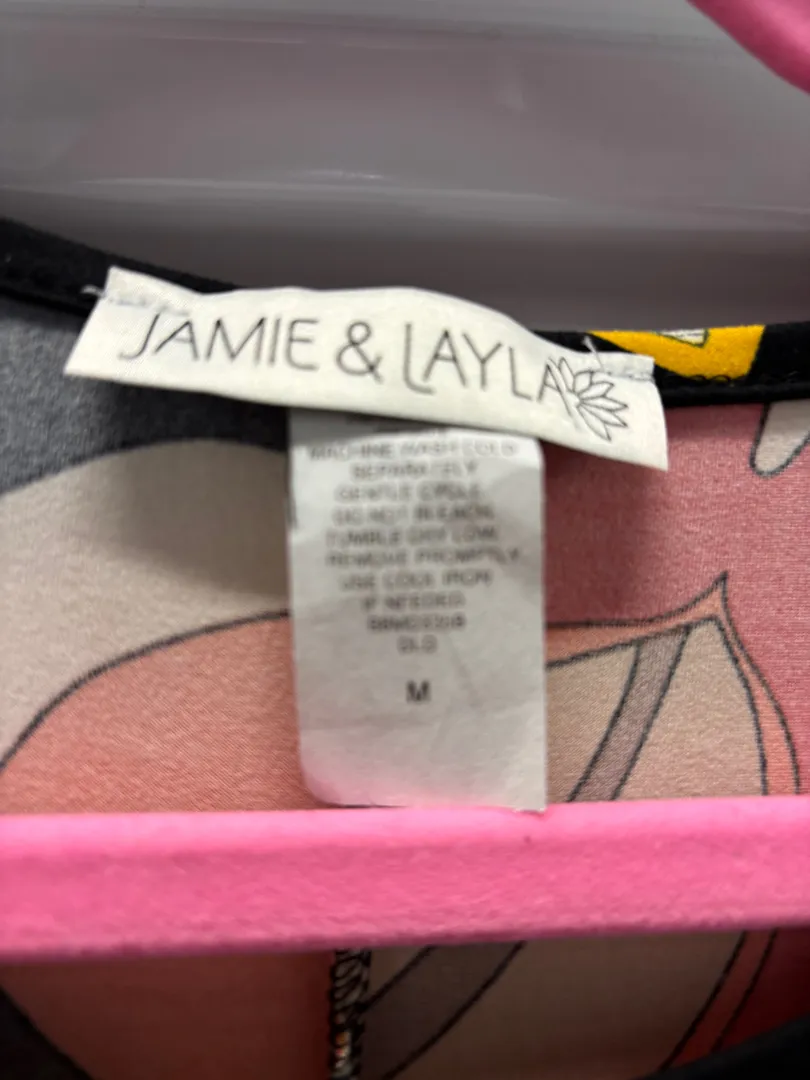 JAMIE & LAYLA
MACHINE WASH COLD
SEPARATELY
GENTLE CYCLE
DO NOT BLEACH
TUMBLE DRY LOW
REMOVE PROMPTLY
USE COOL IRON
IF NEEDED
M